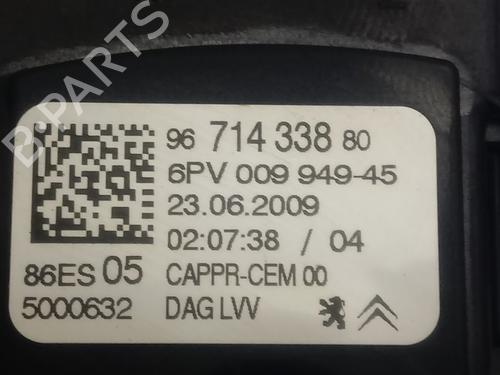 B-PARTS
96 714 338 80
6PV 009 949-45
23.06.2009
02:07:38 / 04
86ES 05 CAPPR-CEM 00
5000632 DAG LVV